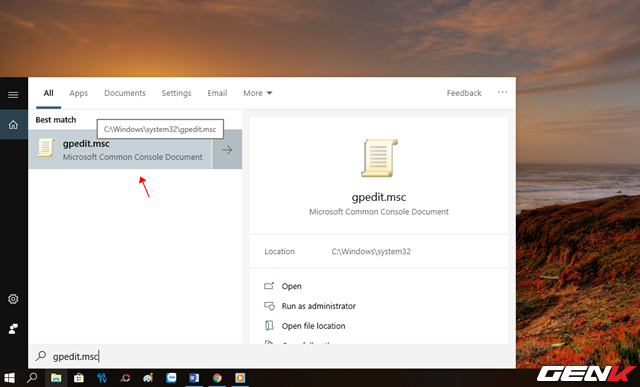 All Apps Documents Settings Email More Feedback ...
Best match
C:\Windows\system32\gpedit.msc
gpedit.msc
Microsoft Common Console Document
gpedit.msc
Microsoft Common Console Document
Location C:\Windows\system32
Open
Run as administrator
Open file location
gpedit.msc
GENK